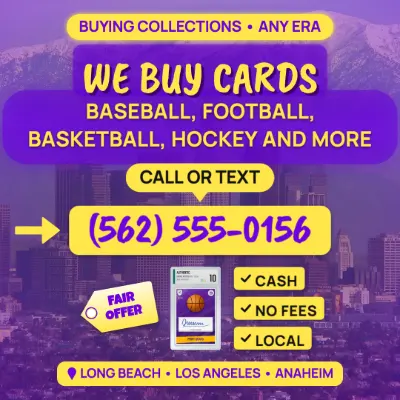 BUYING COLLECTIONS • ANY ERA
WE BUY CARDS
BASEBALL, FOOTBALL,
BASKETBALL, HOCKEY AND MORE
CALL OR TEXT
(562) 555-0156
FAIR
OFFER
AUTHENTIC
10
✓ CASH
✓ NO FEES
✓ LOCAL
LONG BEACH • LOS ANGELES • ANAHEIM